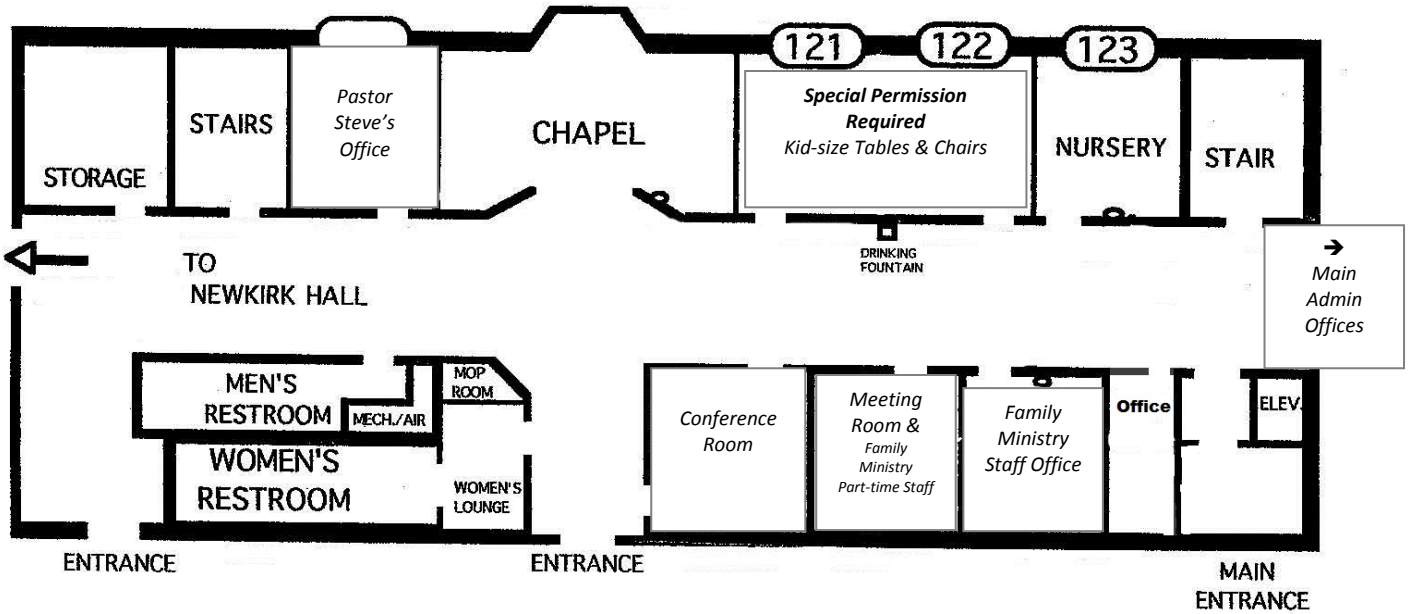 121
122
123
STORAGE
STAIRS
Pastor
Steve's
Office
CHAPEL
Special Permission
Required
Kid-size Tables & Chairs
NURSERY
STAIR
TO
NEWKIRK HALL
DRINKING
FOUNTAIN
➔
Main
Admin
Offices
MEN'S
RESTROOM
MECH./AIR
MOP
ROOM
WOMEN'S
RESTROOM
WOMEN'S
LOUNGE
Conference
Room
Meeting
Room &
Family
Ministry
Part-time Staff
Family
Ministry
Staff Office
Office
ELEV.
ENTRANCE
ENTRANCE
MAIN
ENTRANCE